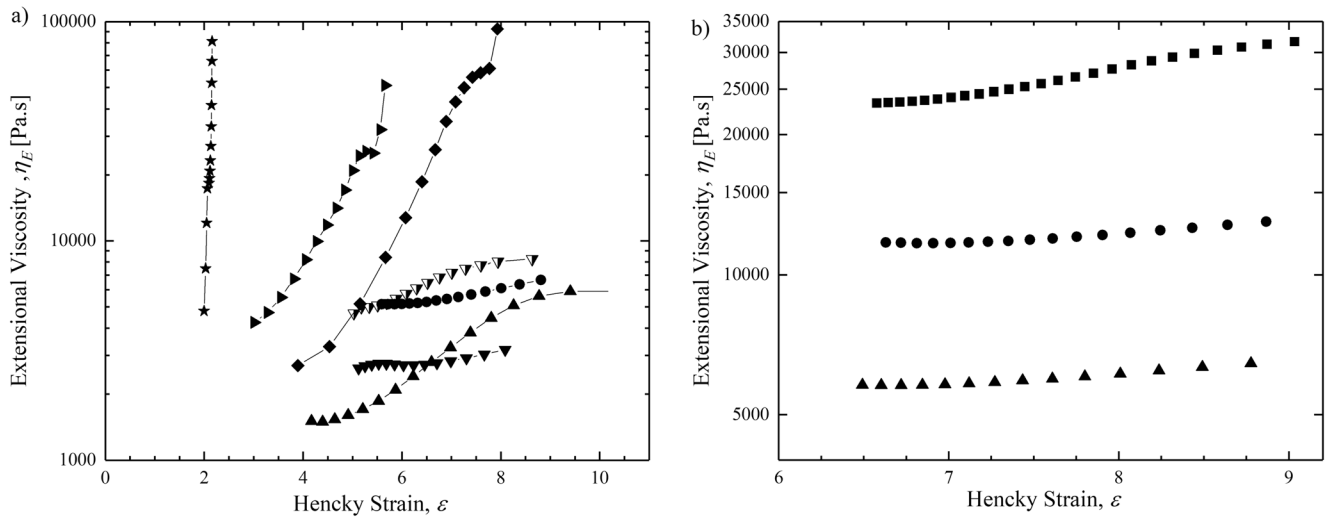 a)
100000
10000
1000
Extensional Viscosity ,ηE [Pa.s]
0 2 4 6 8 10
Hencky Strain, ε
b)
35000
30000
25000
20000
15000
10000
5000
Extensional Viscosity, ηE [Pa.s]
6 7 8 9
Hencky Strain, ε